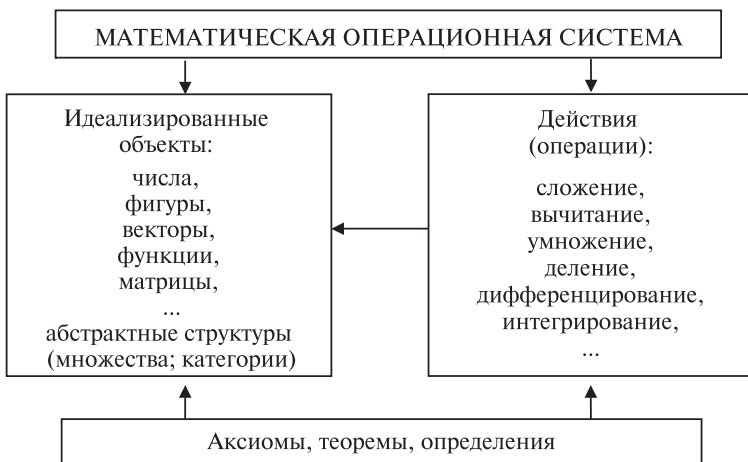 МАТЕМАТИЧЕСКАЯ ОПЕРАЦИОННАЯ СИСТЕМА
Идеализированные
объекты:
числа,
фигуры,
векторы,
функции,
матрицы,
...
абстрактные структуры
(множества; категории)
Действия
(операции):
сложение,
вычитание,
умножение,
деление,
дифференцирование,
интегрирование,
...
Аксиомы, теоремы, определения